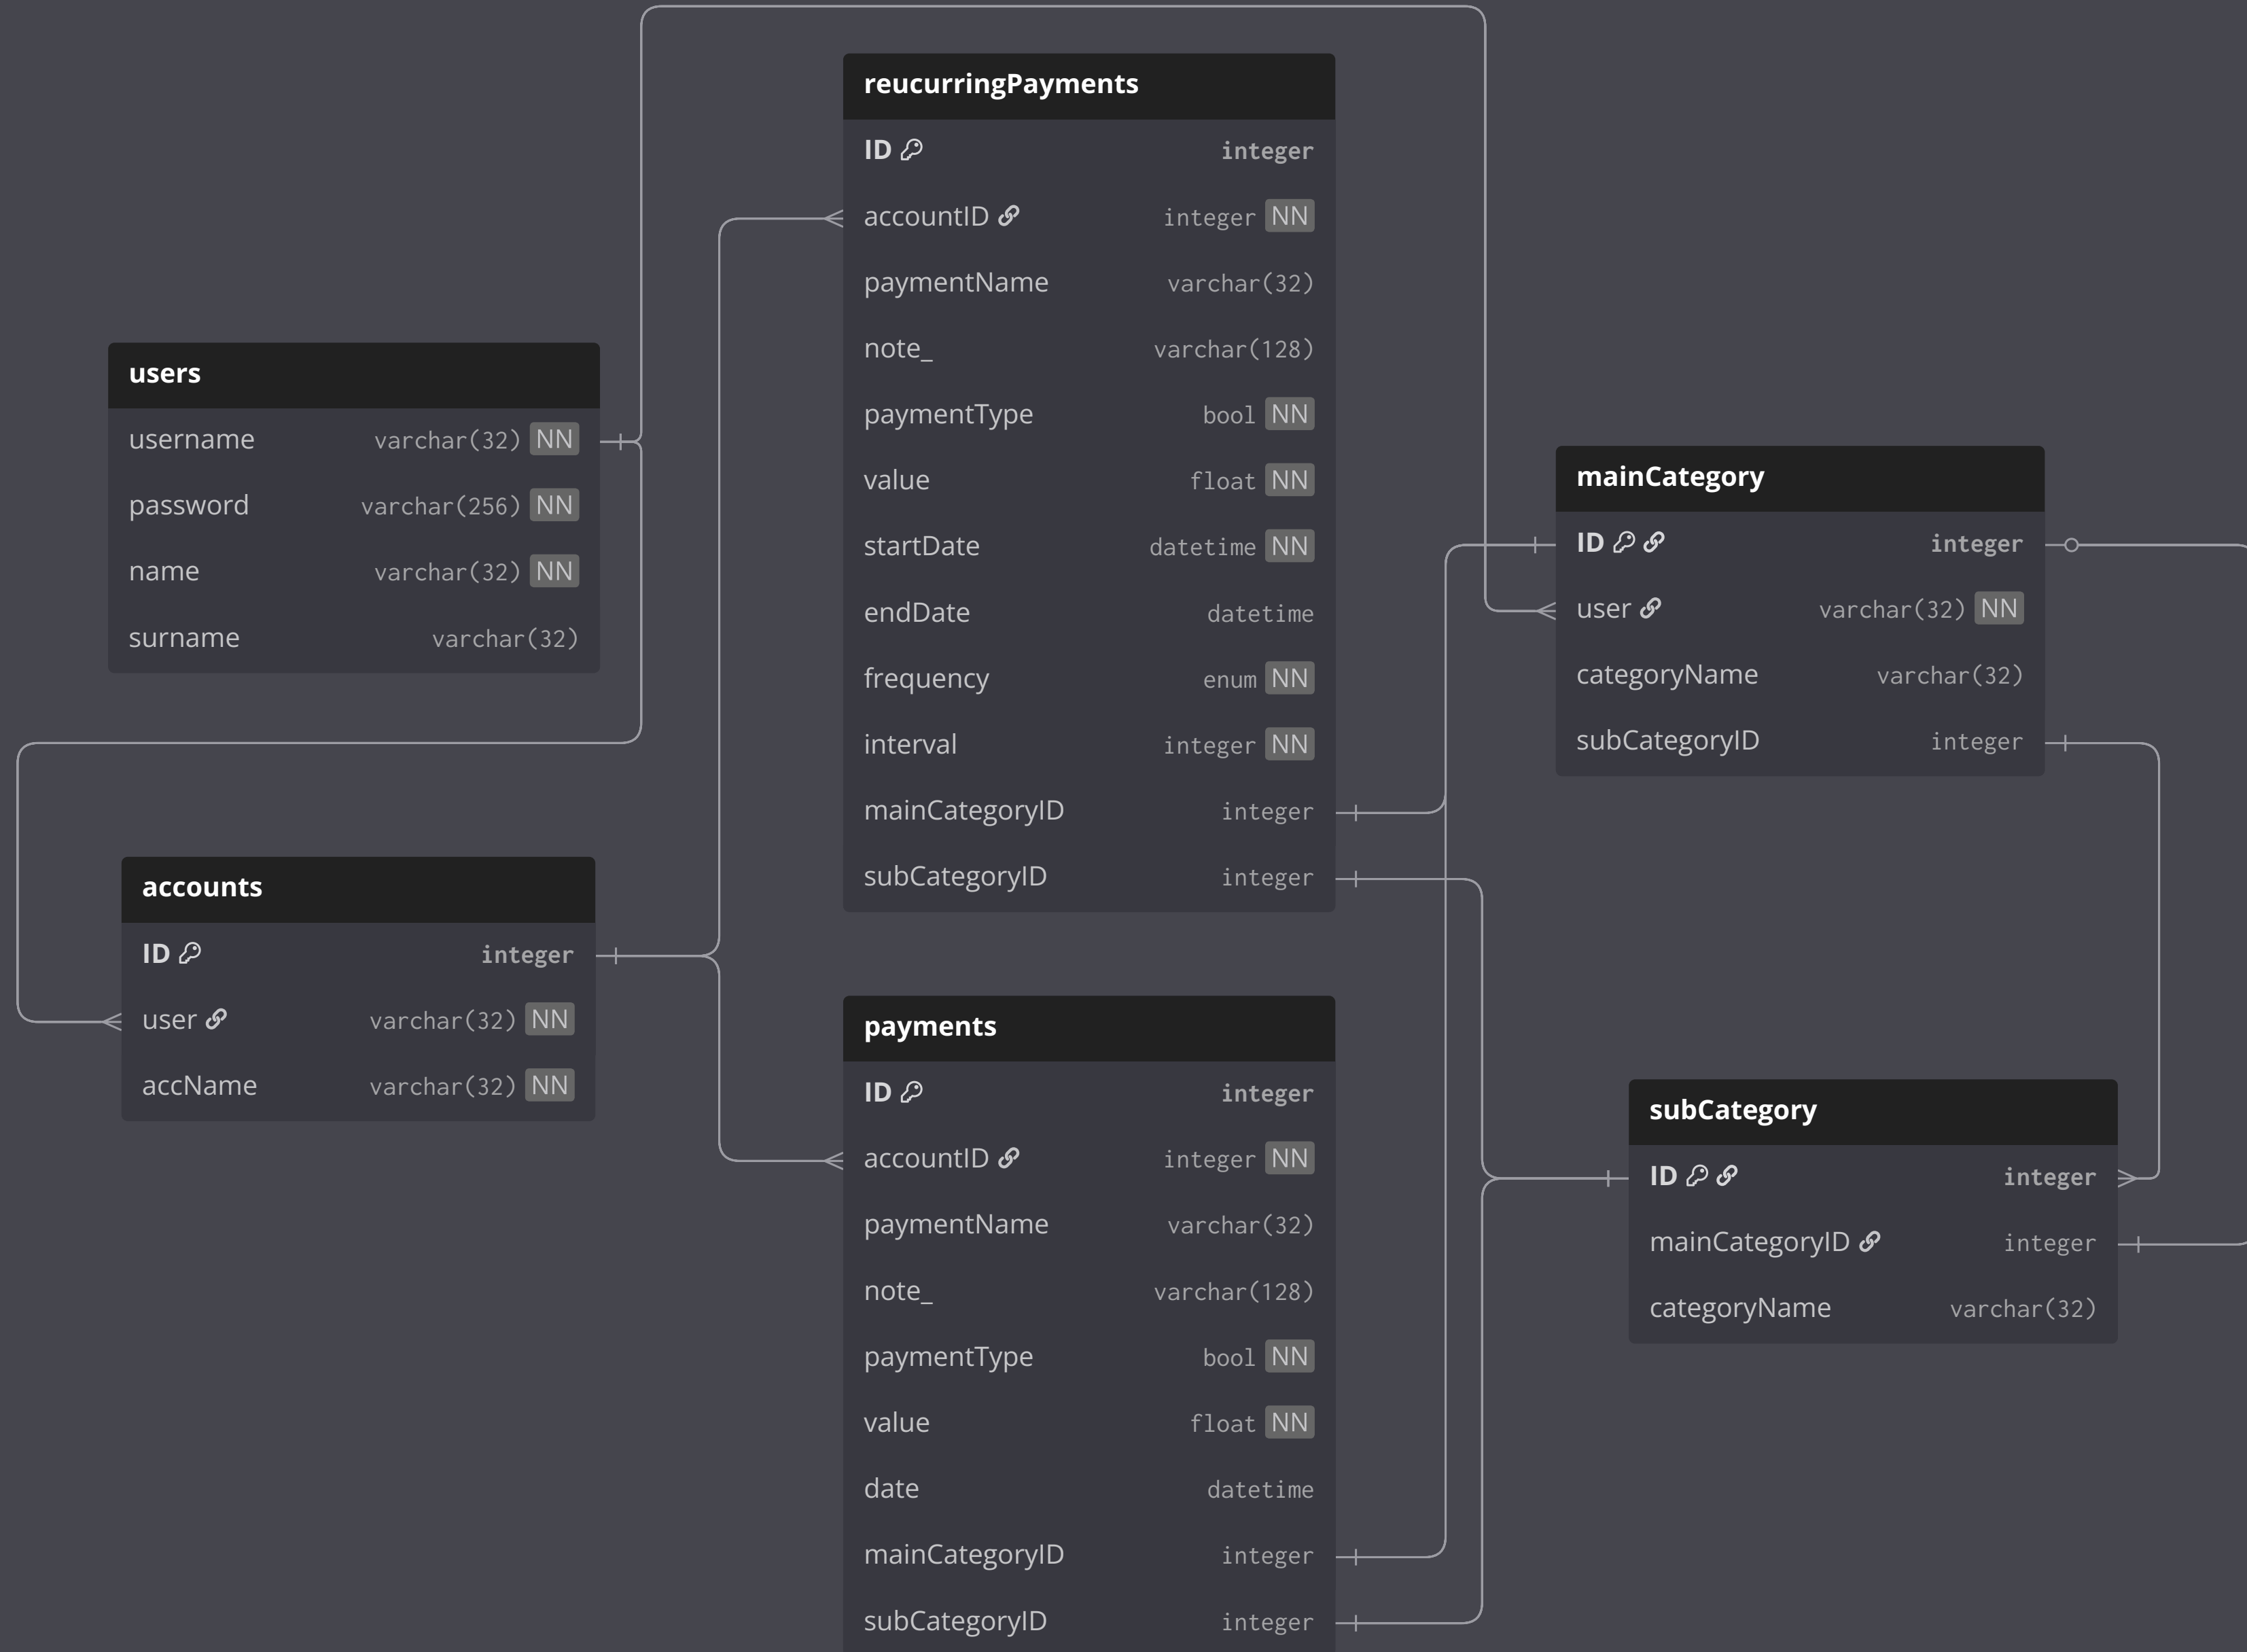 users
username varchar(32) NN
password varchar(256) NN
name varchar(32) NN
surname varchar(32)
accounts
ID integer
user varchar(32) NN
accName varchar(32) NN
reucurringPayments
ID integer
accountID integer NN
paymentName varchar(32)
note_ varchar(128)
paymentType bool NN
value float NN
startDate datetime NN
endDate datetime
frequency enum NN
interval integer NN
mainCategoryID integer
subCategoryID integer
payments
ID integer
accountID integer NN
paymentName varchar(32)
note_ varchar(128)
paymentType bool NN
value float NN
date datetime
mainCategoryID integer
subCategoryID integer
mainCategory
ID integer
user varchar(32) NN
categoryName varchar(32)
subCategoryID integer
subCategory
ID integer
mainCategoryID integer
categoryName varchar(32)